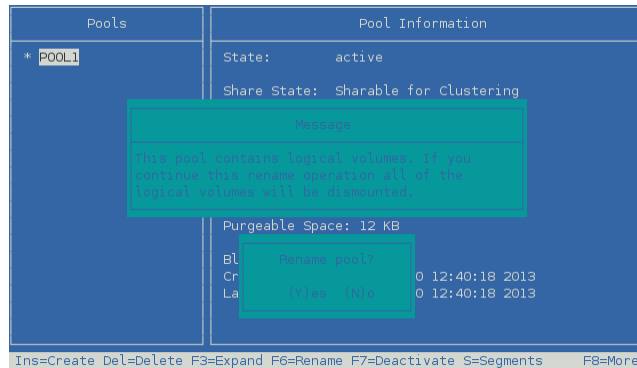 Pools
Pool Information
* POOL1
State: active
Share State: Sharable for Clustering
Message
This pool contains logical volumes. If you
continue this rename operation all of the
logical volumes will be dismounted.
Purgeable Space: 12 KB
Rename pool?
(Y)es (N)o
Bl
Cr 0 12:40:18 2013
La 0 12:40:18 2013
Ins=Create Del=Delete F3=Expand F6=Rename F7=Deactivate S=Segments F8=More